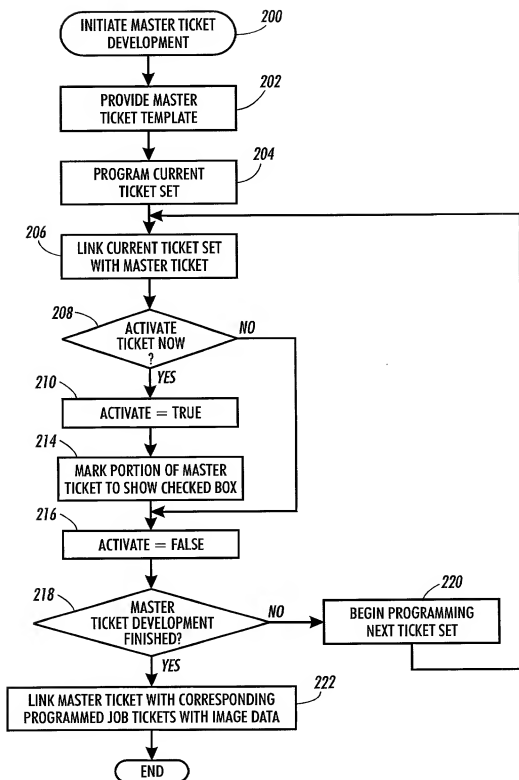 INITIATE MASTER TICKET
DEVELOPMENT
200
PROVIDE MASTER
TICKET TEMPLATE
202
PROGRAM CURRENT
TICKET SET
204
206
LINK CURRENT TICKET SET
WITH MASTER TICKET
208
ACTIVATE
TICKET NOW
?
NO
YES
210
ACTIVATE = TRUE
214
MARK PORTION OF MASTER
TICKET TO SHOW CHECKED BOX
216
ACTIVATE = FALSE
218
MASTER
TICKET DEVELOPMENT
FINISHED?
NO
220
BEGIN PROGRAMMING
NEXT TICKET SET
YES
LINK MASTER TICKET WITH CORRESPONDING
PROGRAMMED JOB TICKETS WITH IMAGE DATA
222
END